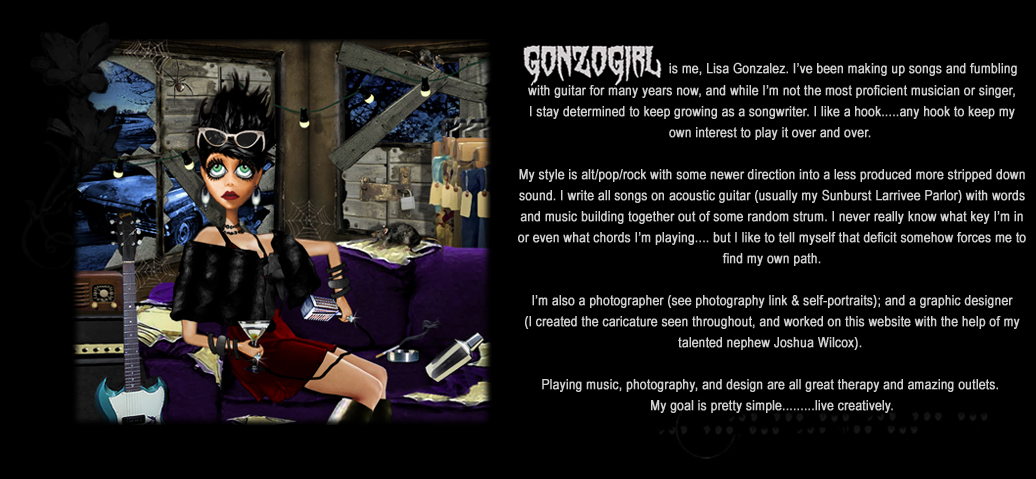 GONZOGIRL is me, Lisa Gonzalez. I've been making up songs and fumbling
with guitar for many years now, and while I'm not the most proficient musician or singer,
I stay determined to keep growing as a songwriter. I like a hook.....any hook to keep my
own interest to play it over and over.
My style is alt/pop/rock with some newer direction into a less produced more stripped down
sound. I write all songs on acoustic guitar (usually my Sunburst Larrivee Parlor) with words
and music building together out of some random strum. I never really know what key I'm in
or even what chords I'm playing.... but I like to tell myself that deficit somehow forces me to
find my own path.
I'm also a photographer (see photography link & self-portraits); and a graphic designer
(I created the caricature seen throughout, and worked on this website with the help of my
talented nephew Joshua Wilcox).
Playing music, photography, and design are all great therapy and amazing outlets.
My goal is pretty simple.........live creatively.